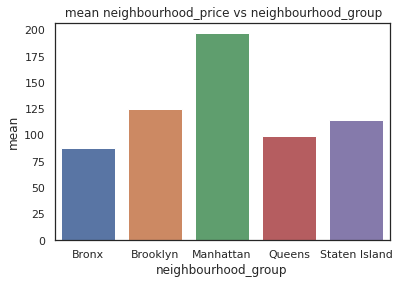 mean neighbourhood_price vs neighbourhood_group
200
175
150
125
100
75
50
25
0
mean
Bronx Brooklyn Manhattan Queens Staten Island
neighbourhood_group